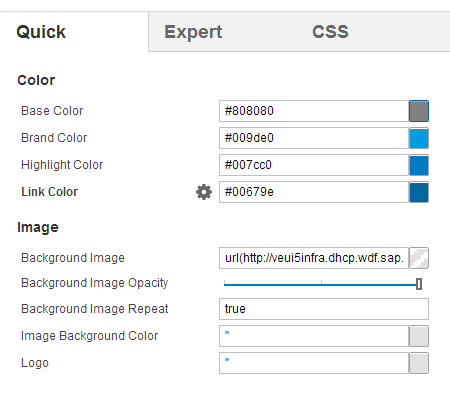 Quick Expert CSS
Color
Base Color #808080
Brand Color #009de0
Highlight Color #007cc0
Link Color #00679e
Image
Background Image url(http://veui5infra.dhcp.wdf.sap.
Background Image Opacity
Background Image Repeat true
Image Background Color ''
Logo ''